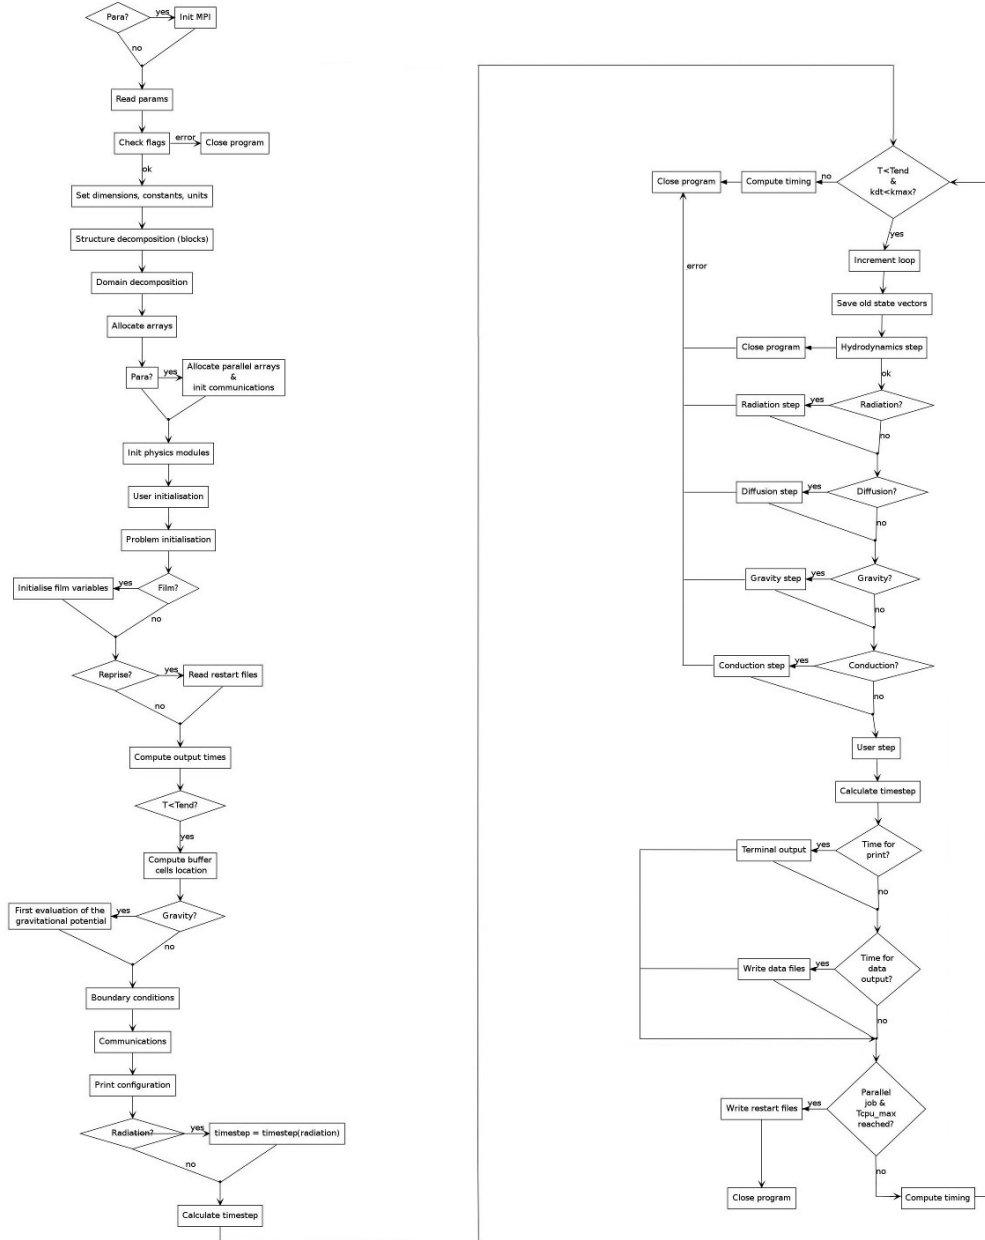 Para?
yes
Init MPI
no
Read params
Check flags
error
Close program
ok
Set dimensions, constants, units
Structure decomposition (blocks)
Domain decomposition
Allocate arrays
Para?
yes
Allocate parallel arrays
&
init communications
Init physics modules
User initialisation
Problem initialisation
Film?
yes
Initialise film variables
no
Reprise?
yes
Read restart files
no
Compute output times
T<Tend?
yes
Compute buffer
cells location
Gravity?
yes
First evaluation of the
gravitational potential
no
Boundary conditions
Communications
Print configuration
Radiation?
yes
timestep = timestep(radiation)
no
Calculate timestep
T<Tend
&
kdt<kmax?
no
Compute timing
Close program
yes
Increment loop
error
Save old state vectors
Hydrodynamics step
Close program
ok
Radiation?
yes
Radiation step
no
Diffusion?
yes
Diffusion step
no
Gravity?
yes
Gravity step
no
Conduction?
yes
Conduction step
no
User step
Calculate timestep
Time for
print?
yes
Terminal output
no
Time for
data
output?
yes
Write data files
no
Parallel
job &
Tcpu_max
reached?
yes
Write restart files
no
Close program
Compute timing